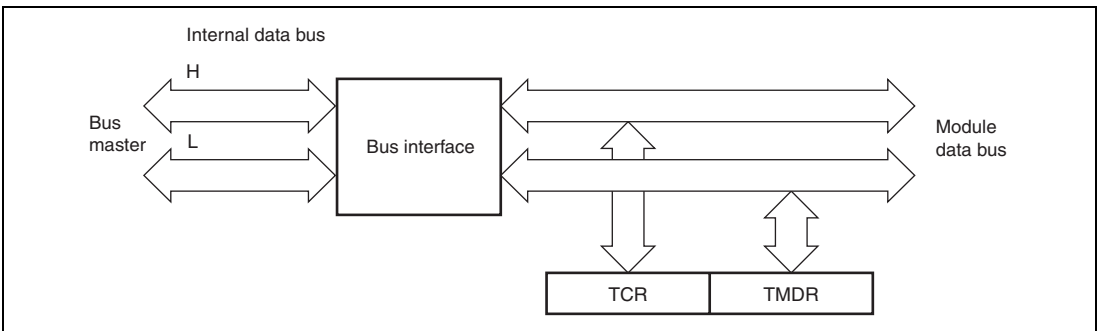 Internal data bus
H
Bus
master
L
Bus interface
Module
data bus
TCR
TMDR